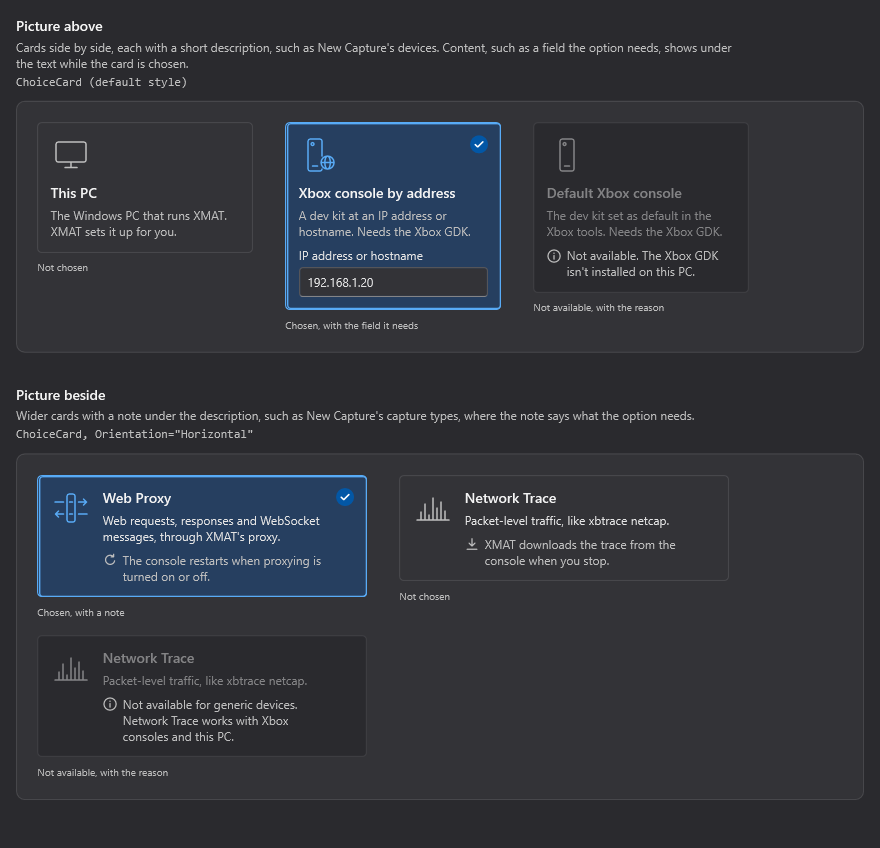 Picture above
Cards side by side, each with a short description, such as New Capture's devices. Content, such as a field the option needs, shows under
the text while the card is chosen.
ChoiceCard (default style)
This PC
The Windows PC that runs XMAT.
XMAT sets it up for you.
Not chosen
Xbox console by address
A dev kit at an IP address or
hostname. Needs the Xbox GDK.
IP address or hostname
192.168.1.20
Chosen, with the field it needs
Default Xbox console
The dev kit set as default in the
Xbox tools. Needs the Xbox GDK.
Not available. The Xbox GDK
isn't installed on this PC.
Not available, with the reason
Picture beside
Wider cards with a note under the description, such as New Capture's capture types, where the note says what the option needs.
ChoiceCard, Orientation="Horizontal"
Web Proxy
Web requests, responses and WebSocket
messages, through XMAT's proxy.
The console restarts when proxying is
turned on or off.
Chosen, with a note
Network Trace
Packet-level traffic, like xbtrace netcap.
XMAT downloads the trace from the
console when you stop.
Not chosen
Network Trace
Packet-level traffic, like xbtrace netcap.
Not available for generic devices.
Network Trace works with Xbox
consoles and this PC.
Not available, with the reason